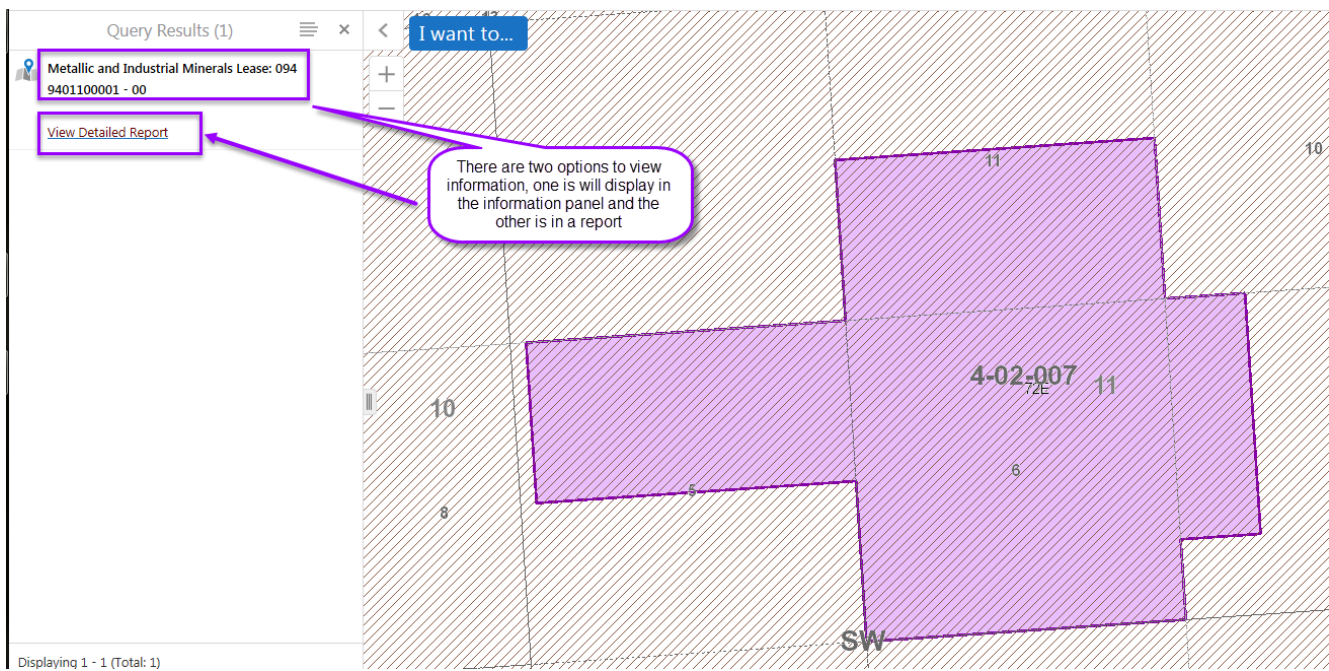 Query Results (1)
I want to...
Metallic and Industrial Minerals Lease: 094
9401100001 - 00
View Detailed Report
There are two options to view
information, one is will display in
the information panel and the
other is in a report
11
10
4-02-007
72E
11
10
6
5
8
SW
Displaying 1 - 1 (Total: 1)